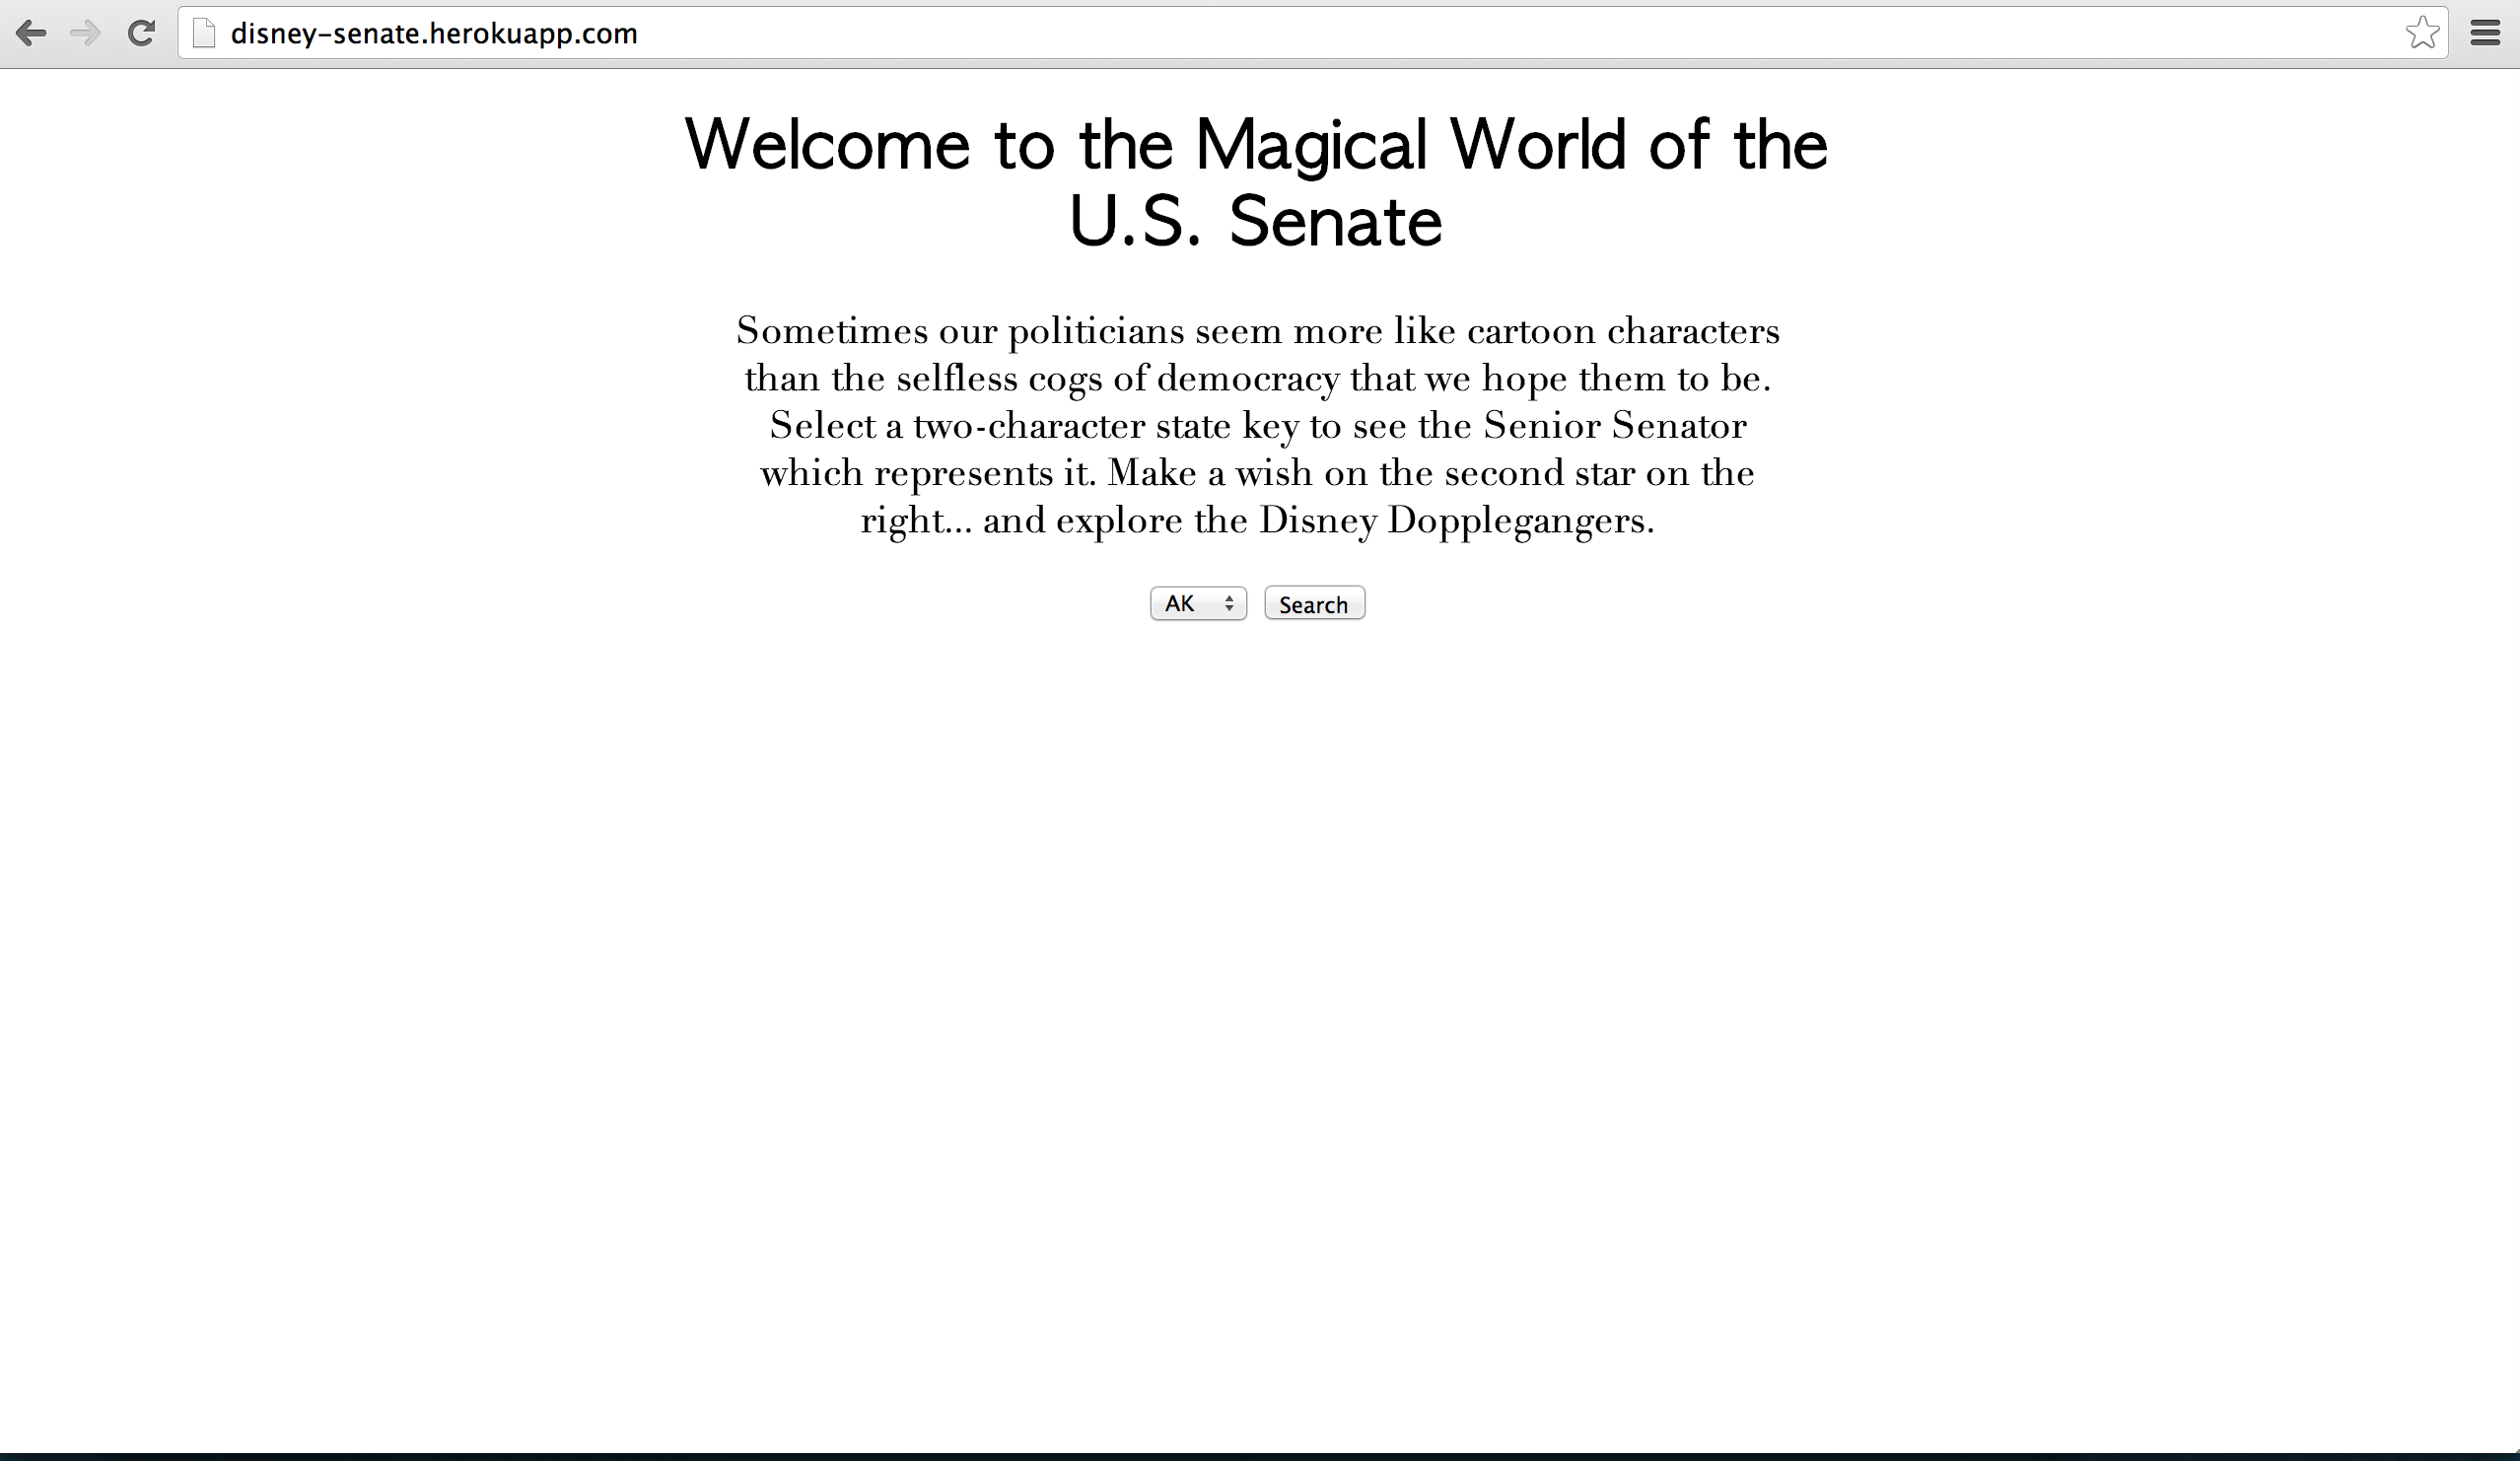 disney-senate.herokuapp.com
Welcome to the Magical World of the
U.S. Senate
Sometimes our politicians seem more like cartoon characters
than the selfless cogs of democracy that we hope them to be.
Select a two-character state key to see the Senior Senator
which represents it. Make a wish on the second star on the
right... and explore the Disney Dopplegangers.
AK Search